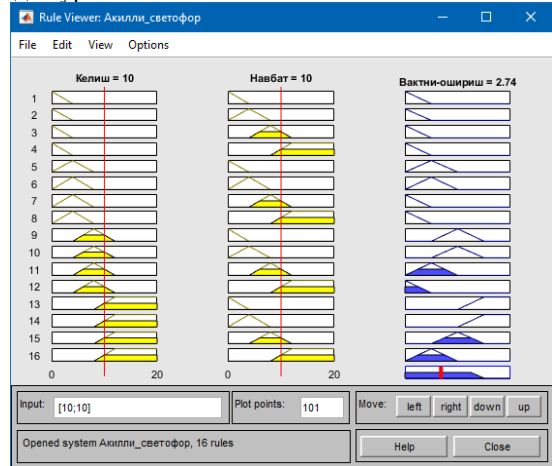 Rule Viewer: Акилли_светофор
File Edit View Options
Келиш = 10 Навбат = 10 Вактни-ошириш = 2.74
1
2
3
4
5
6
7
8
9
10
11
12
13
14
15
16
0 20 0 20
Input: [10;10] Plot points: 101 Move: left right down up
Opened system Акилли_светофор, 16 rules Help Close